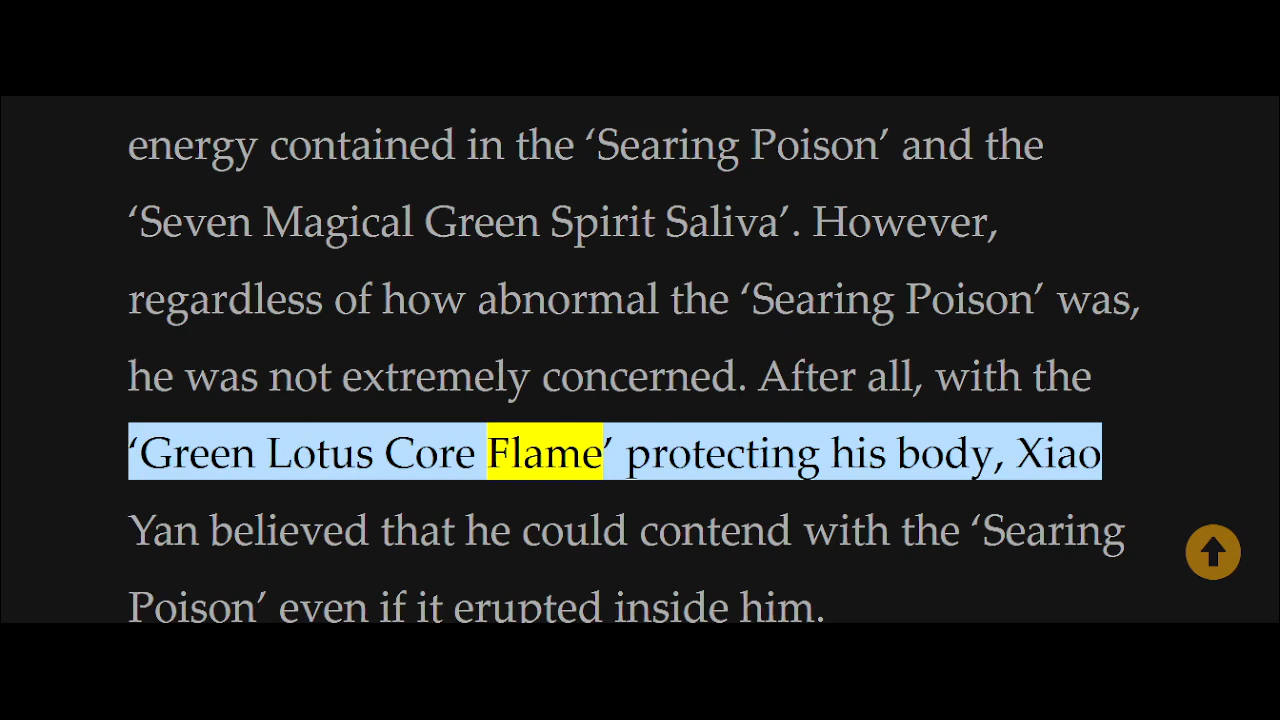 energy contained in the ‘Searing Poison’ and the
‘Seven Magical Green Spirit Saliva’. However,
regardless of how abnormal the ‘Searing Poison’ was,
he was not extremely concerned. After all, with the
‘Green Lotus Core Flame’ protecting his body, Xiao
Yan believed that he could contend with the ‘Searing
Poison’ even if it erupted inside him.